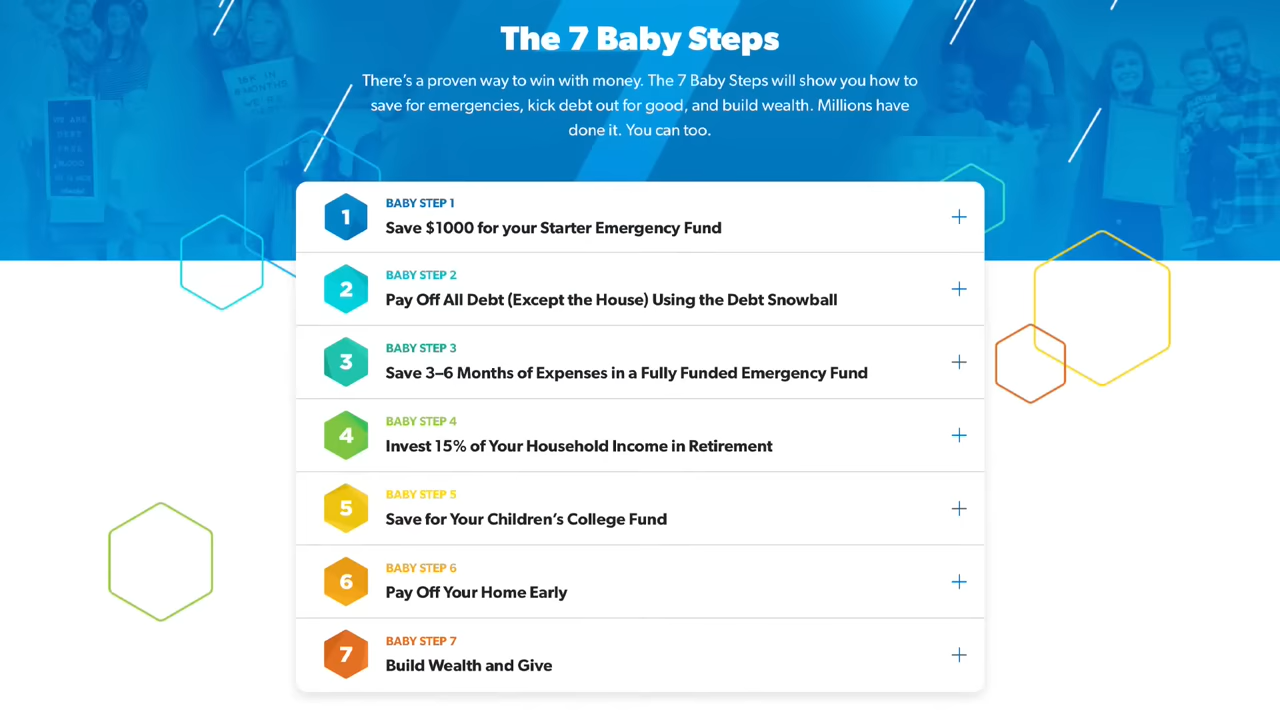 The 7 Baby Steps
There's a proven way to win with money. The 7 Baby Steps will show you how to
save for emergencies, kick debt out for good, and build wealth. Millions have
done it. You can too.
WE ARE
DEBT
FREE
1
BABY STEP 1
Save $1000 for your Starter Emergency Fund
2
BABY STEP 2
Pay Off All Debt (Except the House) Using the Debt Snowball
3
BABY STEP 3
Save 3–6 Months of Expenses in a Fully Funded Emergency Fund
4
BABY STEP 4
Invest 15% of Your Household Income in Retirement
5
BABY STEP 5
Save for Your Children's College Fund
6
BABY STEP 6
Pay Off Your Home Early
7
BABY STEP 7
Build Wealth and Give